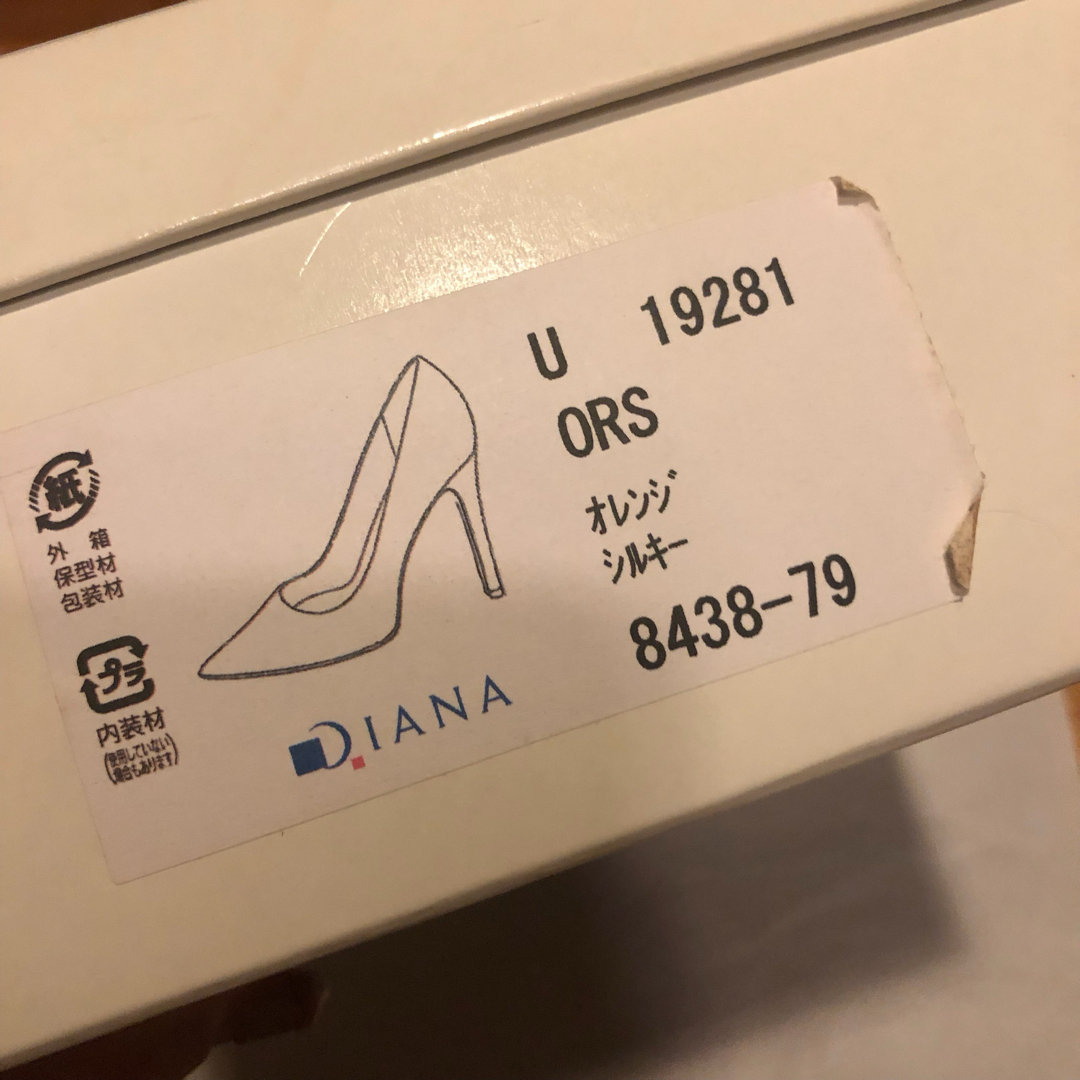 U 19281
ORS
オレンジ
シルキー
8438-79
紙
外 箱
保型材
包装材
プラ
内装材
(使用していない
場合もあります)
DIANA